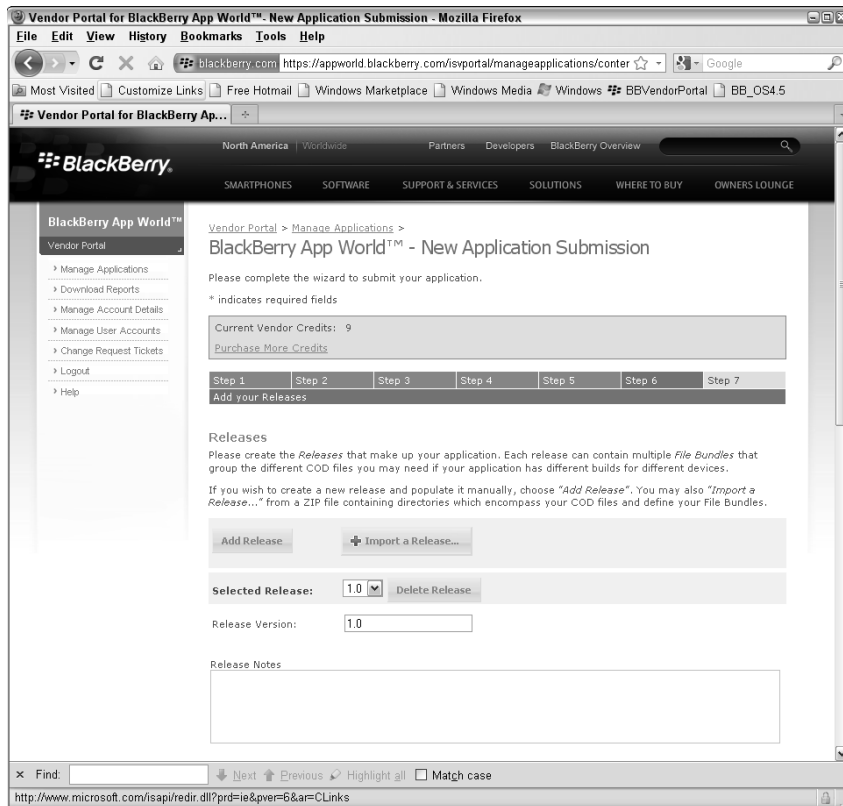 Vendor Portal for BlackBerry App World™- New Application Submission - Mozilla Firefox
File Edit View History Bookmarks Tools Help
blackberry.com https://appworld.blackberry.com/isvportal/manageapplications/conter Google
Most Visited Customize Links Free Hotmail Windows Marketplace Windows Media Windows BBVendorPortal BB_OS4.5
Vendor Portal for BlackBerry Ap...
North America | Worldwide Partners Developers BlackBerry Overview
BlackBerry.
SMARTPHONES SOFTWARE SUPPORT & SERVICES SOLUTIONS WHERE TO BUY OWNERS LOUNGE
BlackBerry App World™
Vendor Portal
Manage Applications
Download Reports
Manage Account Details
Manage User Accounts
Change Request Tickets
Logout
Help
Vendor Portal > Manage Applications >
BlackBerry App World™ - New Application Submission
Please complete the wizard to submit your application.
* indicates required fields
Current Vendor Credits: 9
Purchase More Credits
Step 1 Step 2 Step 3 Step 4 Step 5 Step 6 Step 7
Add your Releases
Releases
Please create the Releases that make up your application. Each release can contain multiple File Bundles that
group the different COD files you may need if your application has different builds for different devices.
If you wish to create a new release and populate it manually, choose "Add Release". You may also "Import a
Release..." from a ZIP file containing directories which encompass your COD files and define your File Bundles.
Add Release Import a Release...
Selected Release: 1.0 Delete Release
Release Version: 1.0
Release Notes
× Find: Next Previous Highlight all Match case
http://www.microsoft.com/isapi/redir.dll?prd=ie&pver=6&ar=CLinks